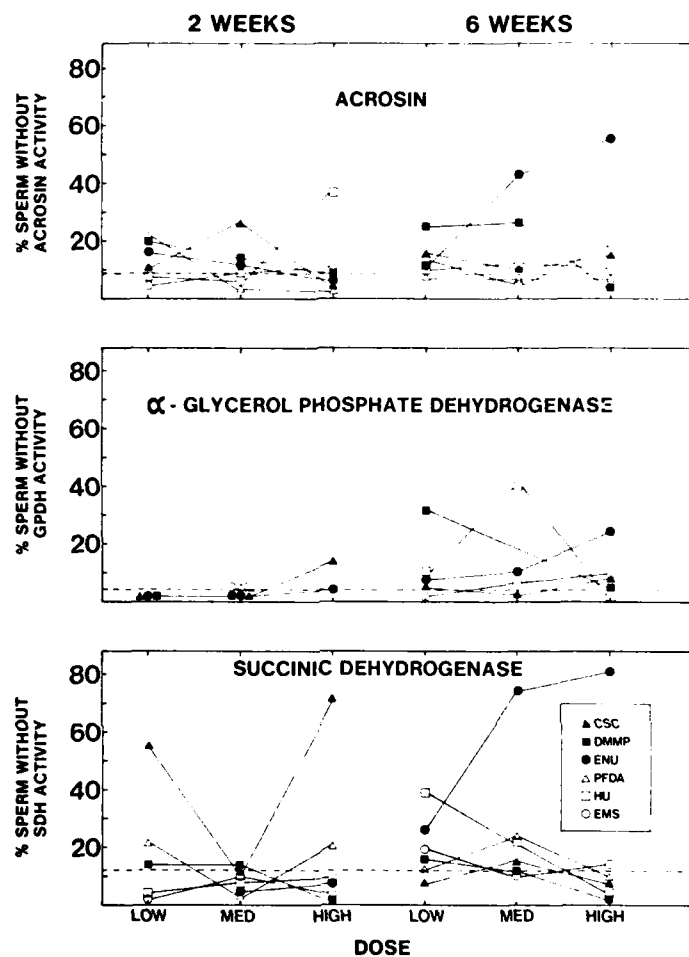 2 WEEKS 6 WEEKS
ACROSIN
% SPERM WITHOUT
ACROSIN ACTIVITY
80
60
40
20
α - GLYCEROL PHOSPHATE DEHYDROGENASE
% SPERM WITHOUT
GPDH ACTIVITY
80
60
40
20
SUCCINIC DEHYDROGENASE
% SPERM WITHOUT
SDH ACTIVITY
80
60
40
20
CSC
DMMP
ENU
PFDA
HU
EMS
LOW MED HIGH LOW MED HIGH
DOSE